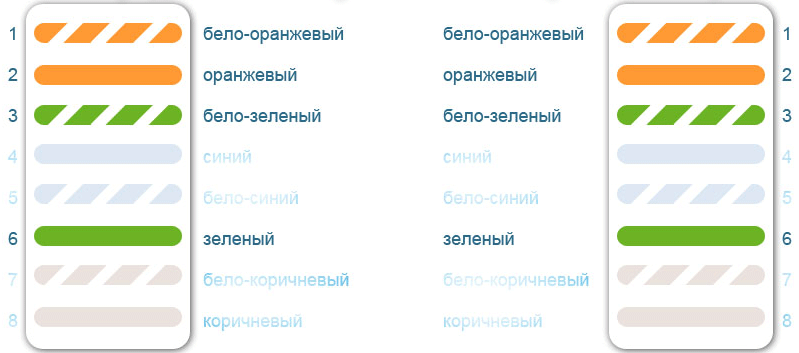 1 бело-оранжевый бело-оранжевый 1
2 оранжевый оранжевый 2
3 бело-зеленый бело-зеленый 3
4 синий синий 4
5 бело-синий бело-синий 5
6 зеленый зеленый 6
7 бело-коричневый бело-коричневый 7
8 коричневый коричневый 8